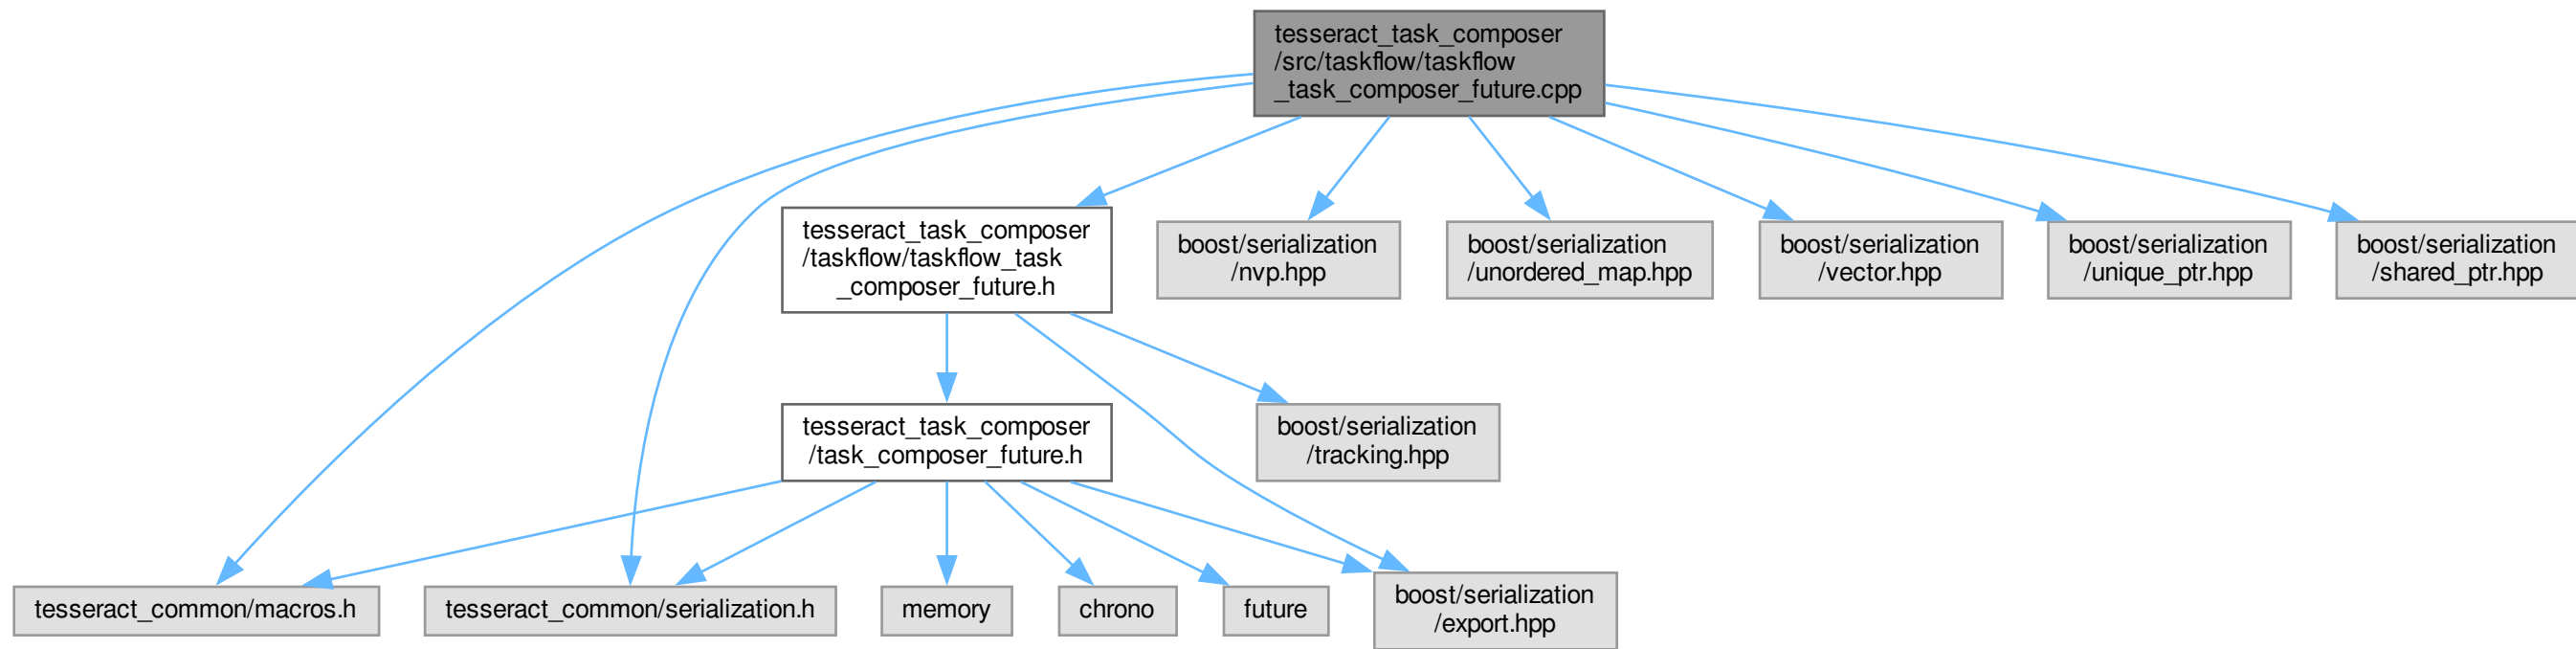 tesseract_task_composer
/src/taskflow/taskflow
_task_composer_future.cpp
tesseract_task_composer
/taskflow/taskflow_task
_composer_future.h
boost/serialization
/nvp.hpp
boost/serialization
/unordered_map.hpp
boost/serialization
/vector.hpp
boost/serialization
/unique_ptr.hpp
boost/serialization
/shared_ptr.hpp
tesseract_task_composer
/task_composer_future.h
boost/serialization
/tracking.hpp
tesseract_common/macros.h
tesseract_common/serialization.h
memory
chrono
future
boost/serialization
/export.hpp